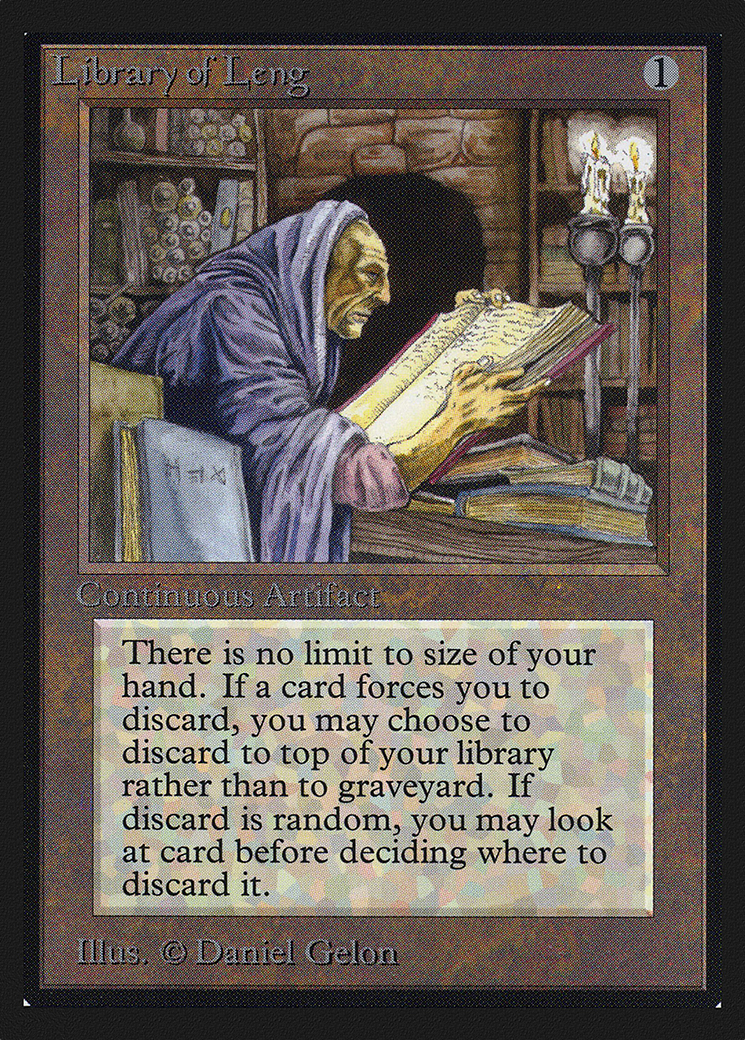 Library of Leng 1
Continuous Artifact
There is no limit to size of your
hand. If a card forces you to
discard, you may choose to
discard to top of your library
rather than to graveyard. If
discard is random, you may look
at card before deciding where to
discard it.
Illus. © Daniel Gelon